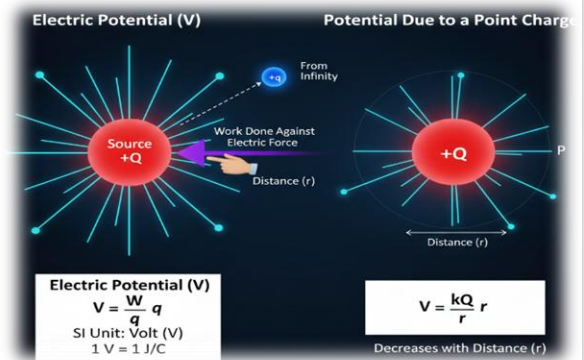 Electric Potential (V)
From
Infinity
+q
Source
+Q
Work Done Against
Electric Force
Distance (r)
Electric Potential (V)
V = W/q q
SI Unit: Volt (V)
1 V = 1 J/C
Potential Due to a Point Charge
+Q
P
Distance (r)
V = kQ/r r
Decreases with Distance (r)